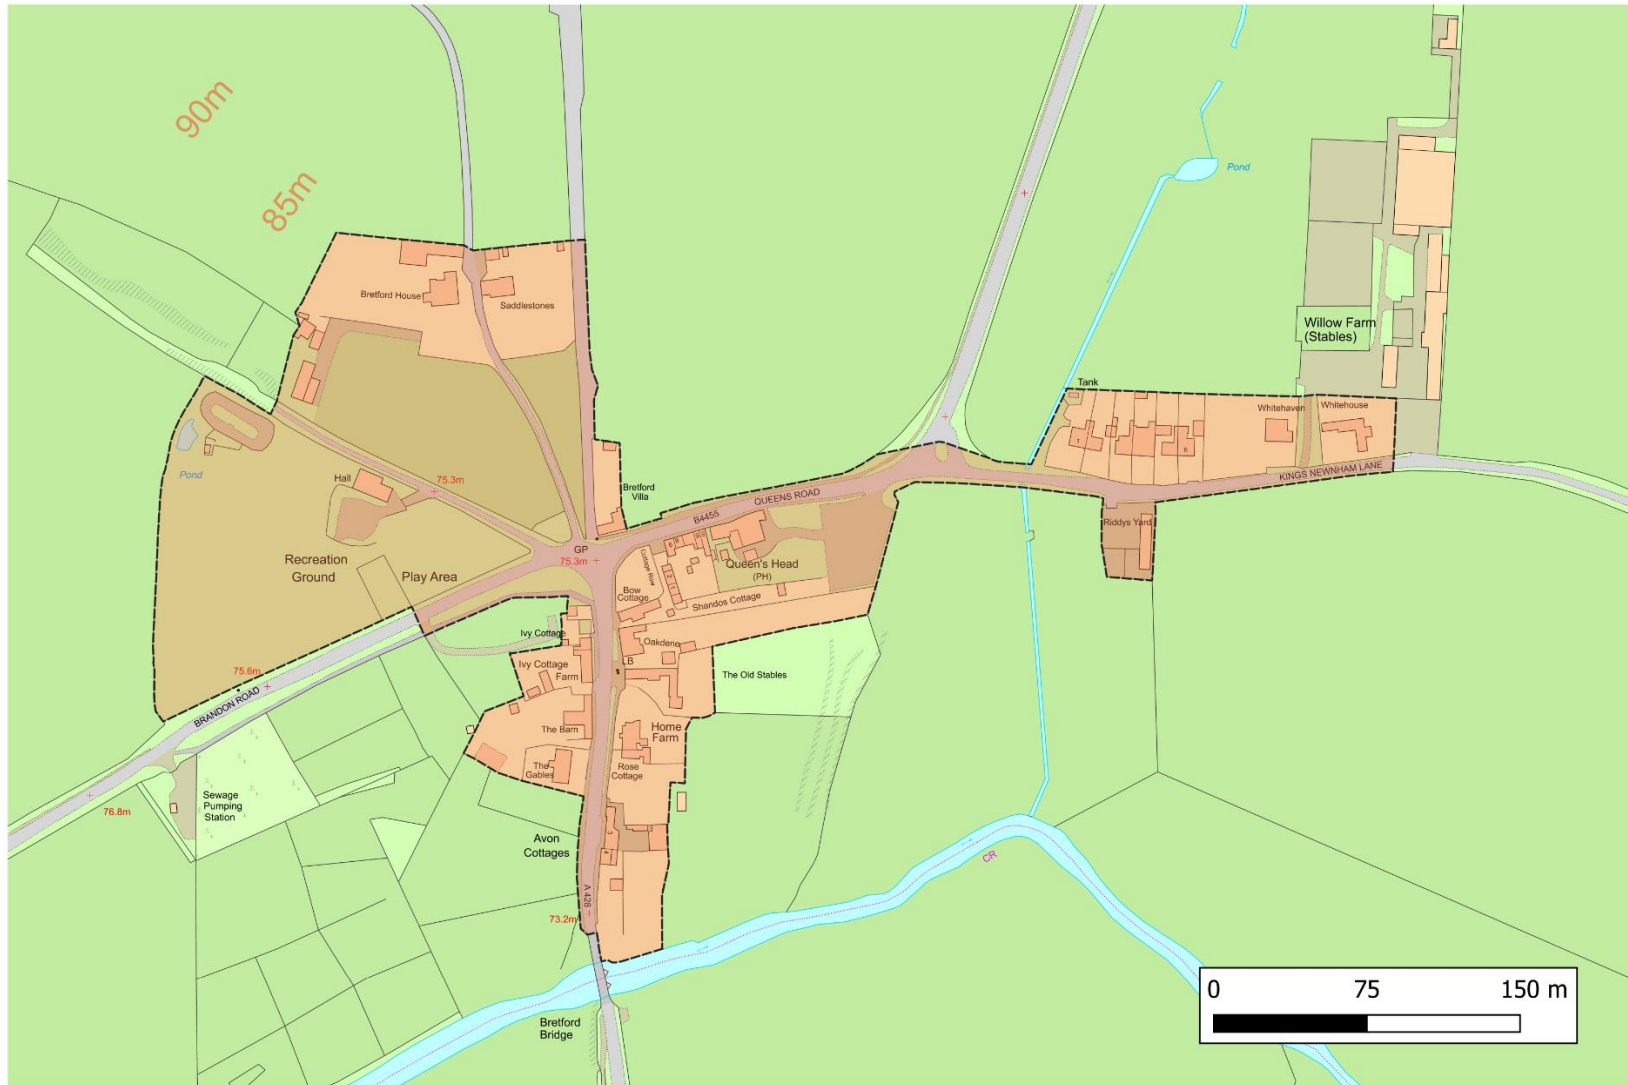 90m
85m
Pond
Bretford House
Saddlestones
Willow Farm
(Stables)
Tank
Whitehaven
Whitehouse
1
6
KINGS NEWNHAM LANE
Pond
Hall
75.3m
Bretford
Villa
B4455
QUEENS ROAD
Riddys Yard
GP
75.3m
Recreation
Ground
Play Area
Cottage Row
Queen's Head
(PH)
Bow
Cottage
Shandos Cottage
Ivy Cottage
Oakdene
LB
Ivy Cottage
Farm
The Old Stables
75.6m
BRANDON ROAD
The Barn
Home
Farm
The
Gables
Rose
Cottage
Sewage
Pumping
Station
76.8m
Avon
Cottages
A 428
73.2m
CR
Bretford
Bridge
0 75 150 m